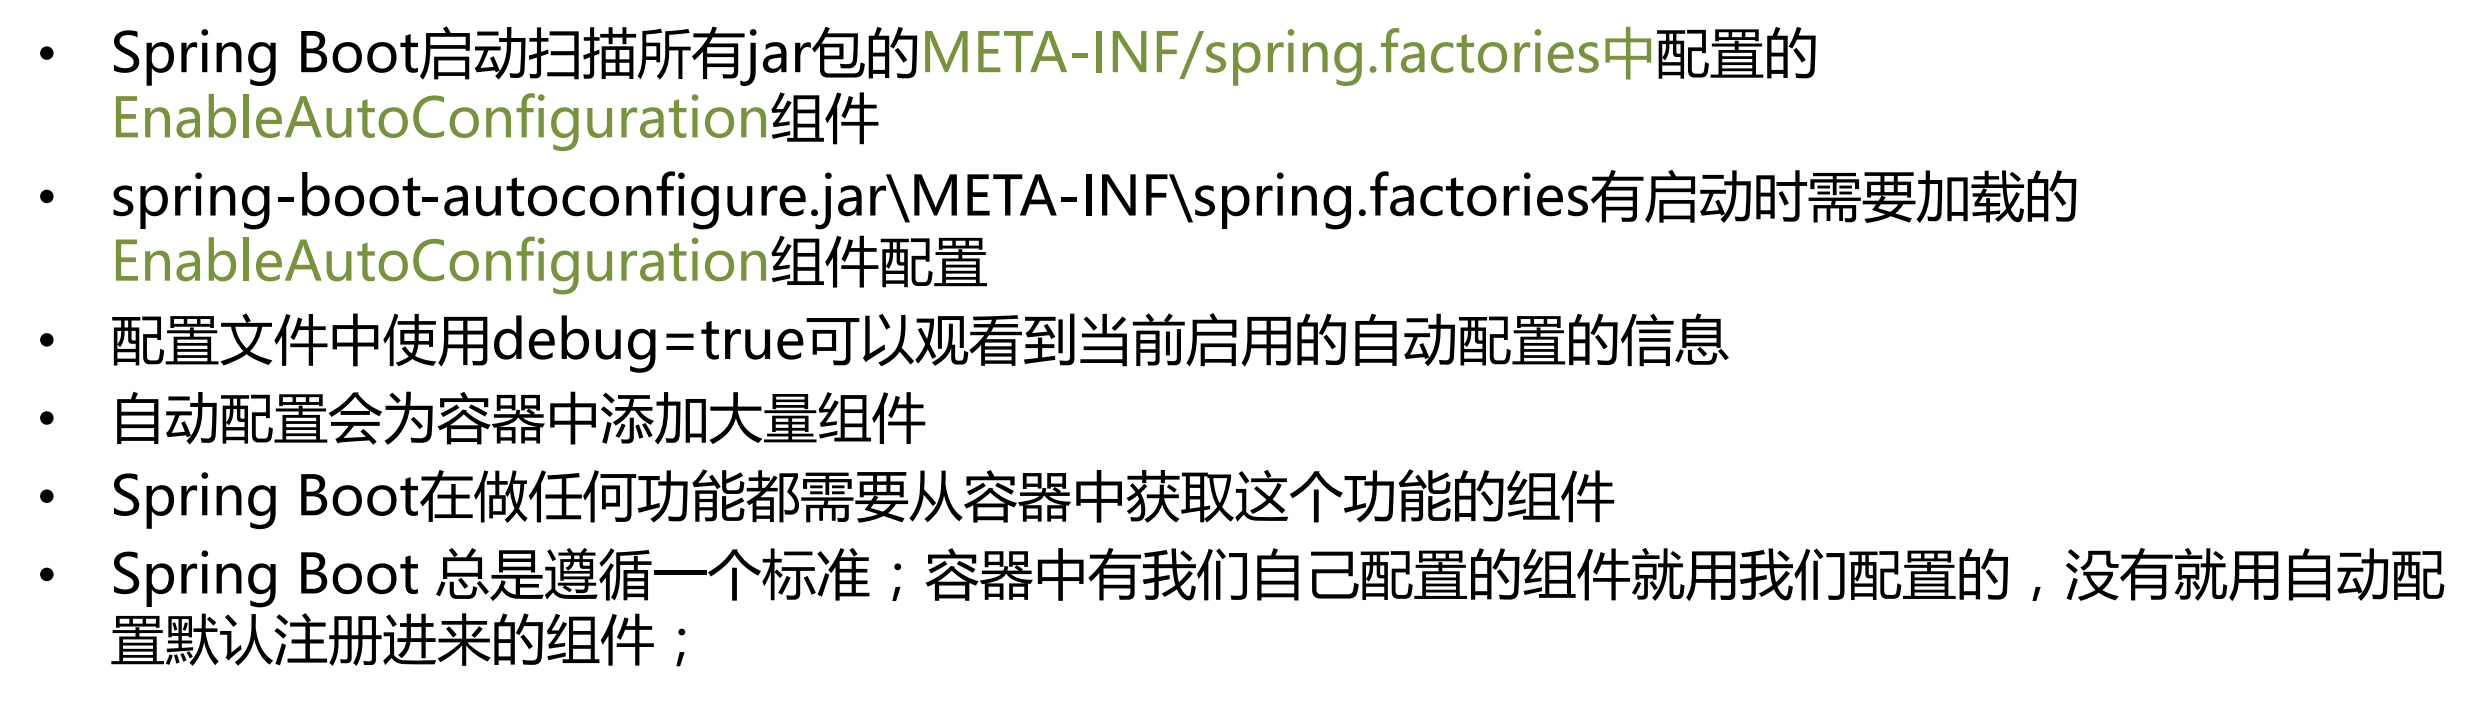 • Spring Boot启动扫描所有jar包的META-INF/spring.factories中配置的
EnableAutoConfiguration组件
• spring-boot-autoconfigure.jar\META-INF\spring.factories有启动时需要加载的
EnableAutoConfiguration组件配置
• 配置文件中使用debug=true可以观看到当前启用的自动配置的信息
• 自动配置会为容器中添加大量组件
• Spring Boot在做任何功能都需要从容器中获取这个功能的组件
• Spring Boot 总是遵循一个标准；容器中有我们自己配置的组件就用我们配置的，没有就用自动配
置默认注册进来的组件；